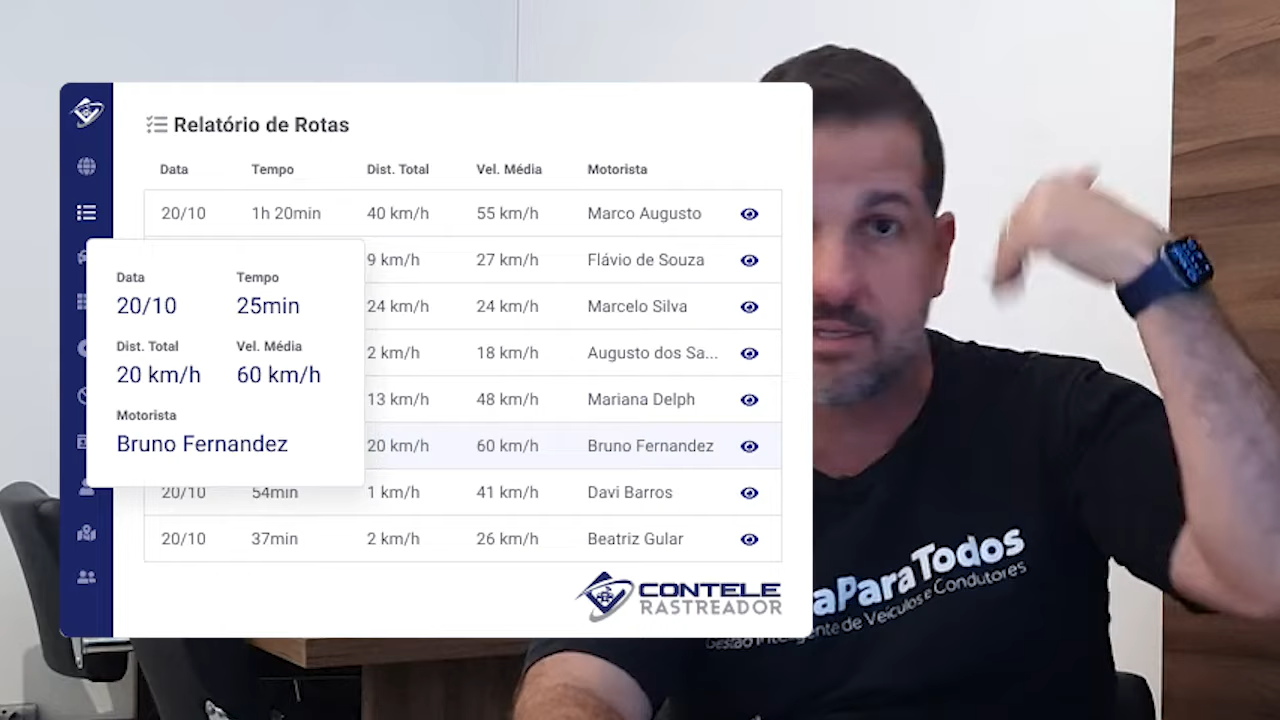 Relatório de Rotas
Data Tempo Dist. Total Vel. Média Motorista
20/10 1h 20min 40 km/h 55 km/h Marco Augusto
9 km/h 27 km/h Flávio de Souza
24 km/h 24 km/h Marcelo Silva
2 km/h 18 km/h Augusto dos Sa...
13 km/h 48 km/h Mariana Delph
20 km/h 60 km/h Bruno Fernandez
20/10 54min 1 km/h 41 km/h Davi Barros
20/10 37min 2 km/h 26 km/h Beatriz Gular
Data Tempo
20/10 25min
Dist. Total Vel. Média
20 km/h 60 km/h
Motorista
Bruno Fernandez
CONTELE
RASTREADOR
aParaTodos
Gestão Inteligente de Veículos e Condutores